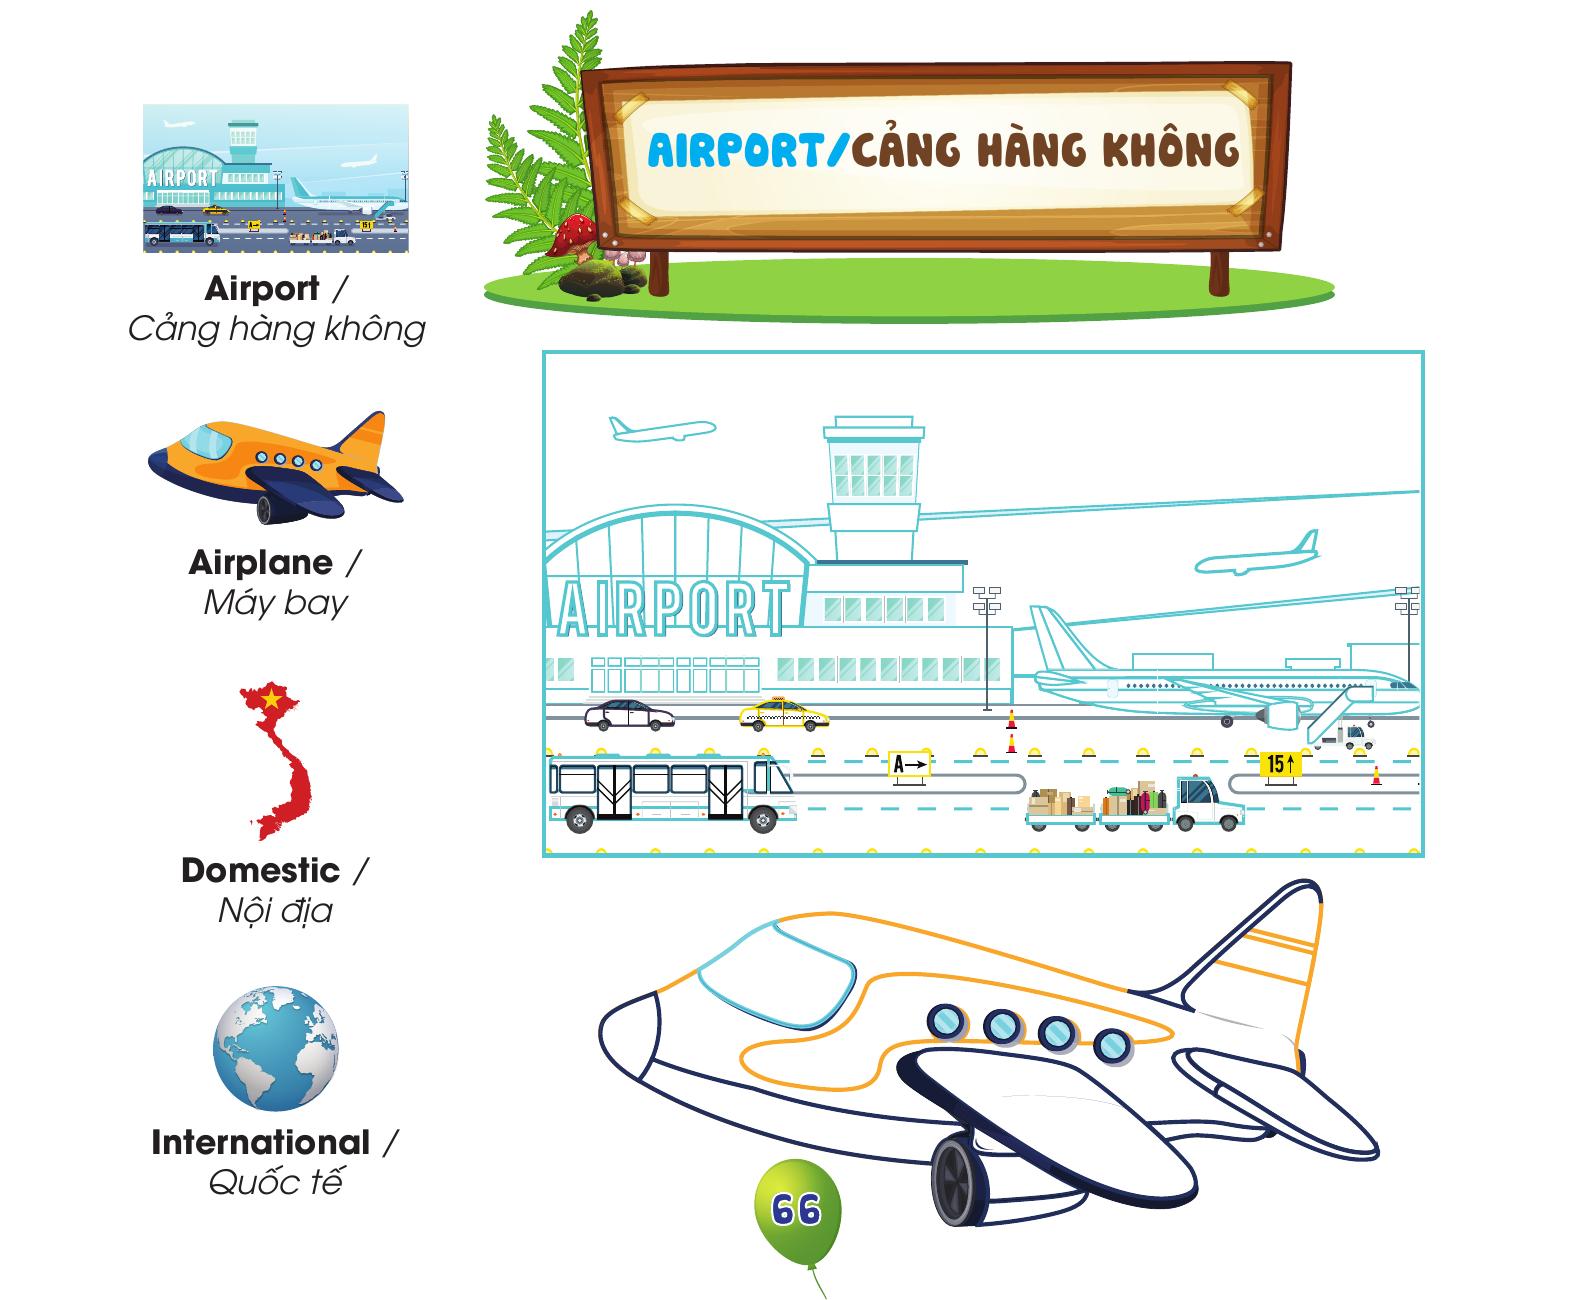 AIRPORT/CẢNG HÀNG KHÔNG
AIRPORT
Airport /
Cảng hàng không
Airplane /
Máy bay
Domestic /
Nội địa
International /
Quốc tế
AIRPORT
A→
15↑
66